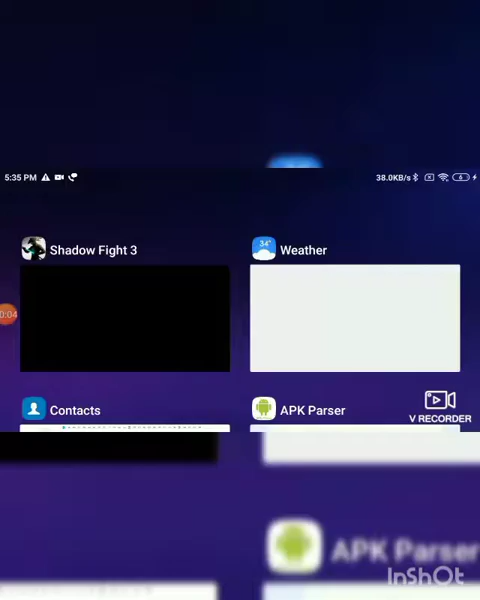 5:35 PM
38.0KB/s
6
Shadow Fight 3
34°
Weather
0:04
Contacts
APK Parser
V RECORDER
APK Parser
InShOt